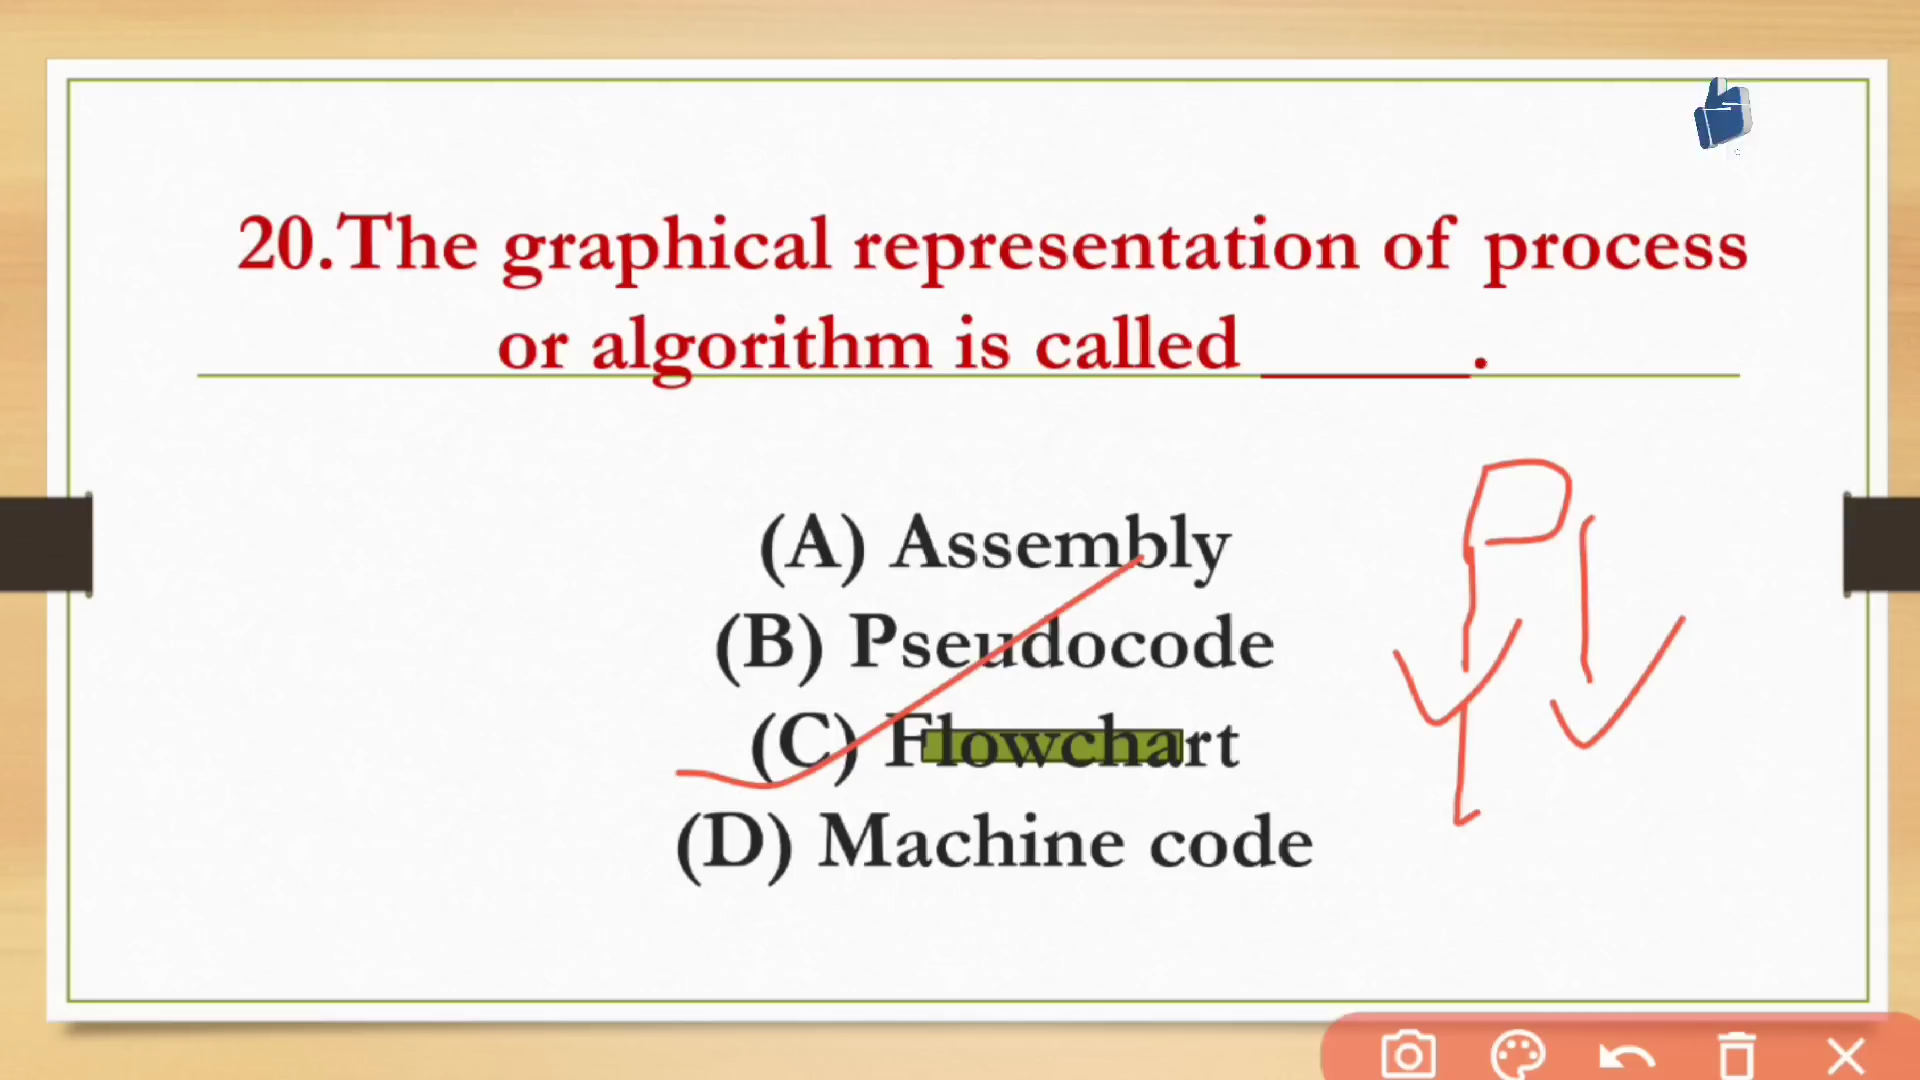 20.The graphical representation of process
or algorithm is called ______.
(A) Assembly
(B) Pseudocode
(C) Flowchart
(D) Machine code